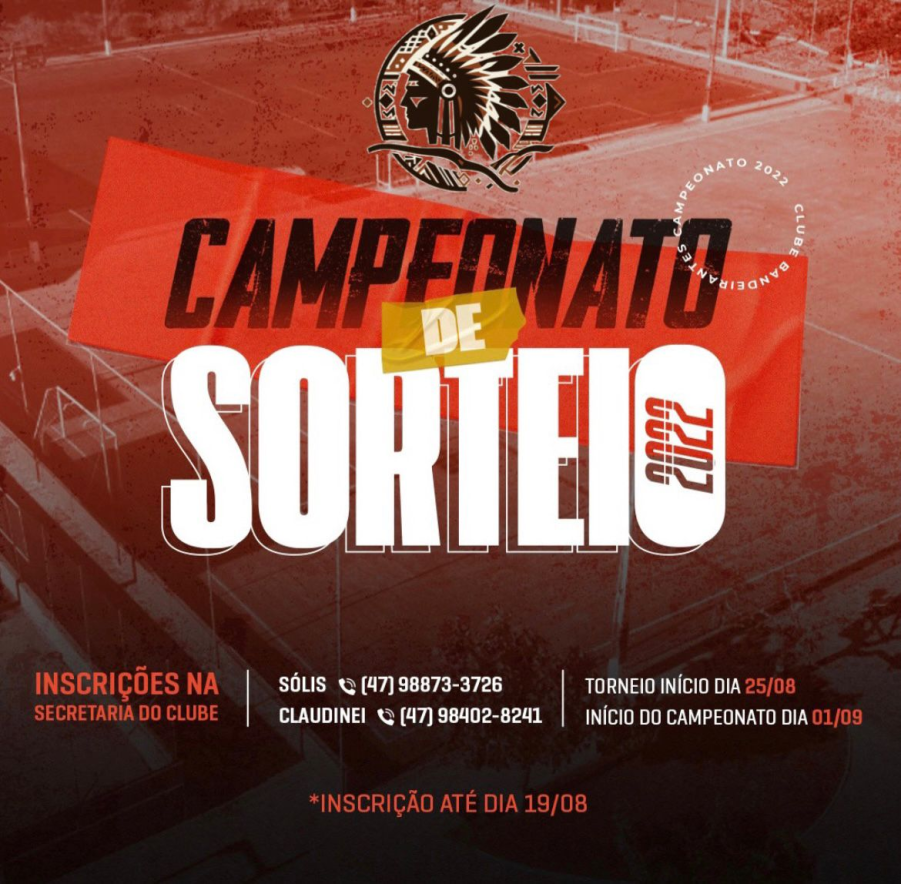 CLUBE BANDEIRANTES CAMPEONATO 2022
CAMPEONATO
DE
SORTEIO
2022
INSCRIÇÕES NA
SECRETARIA DO CLUBE
SÓLIS (47) 98873-3726
CLAUDINEI (47) 98402-8241
TORNEIO INÍCIO DIA 25/08
INÍCIO DO CAMPEONATO DIA 01/09
*INSCRIÇÃO ATÉ DIA 19/08